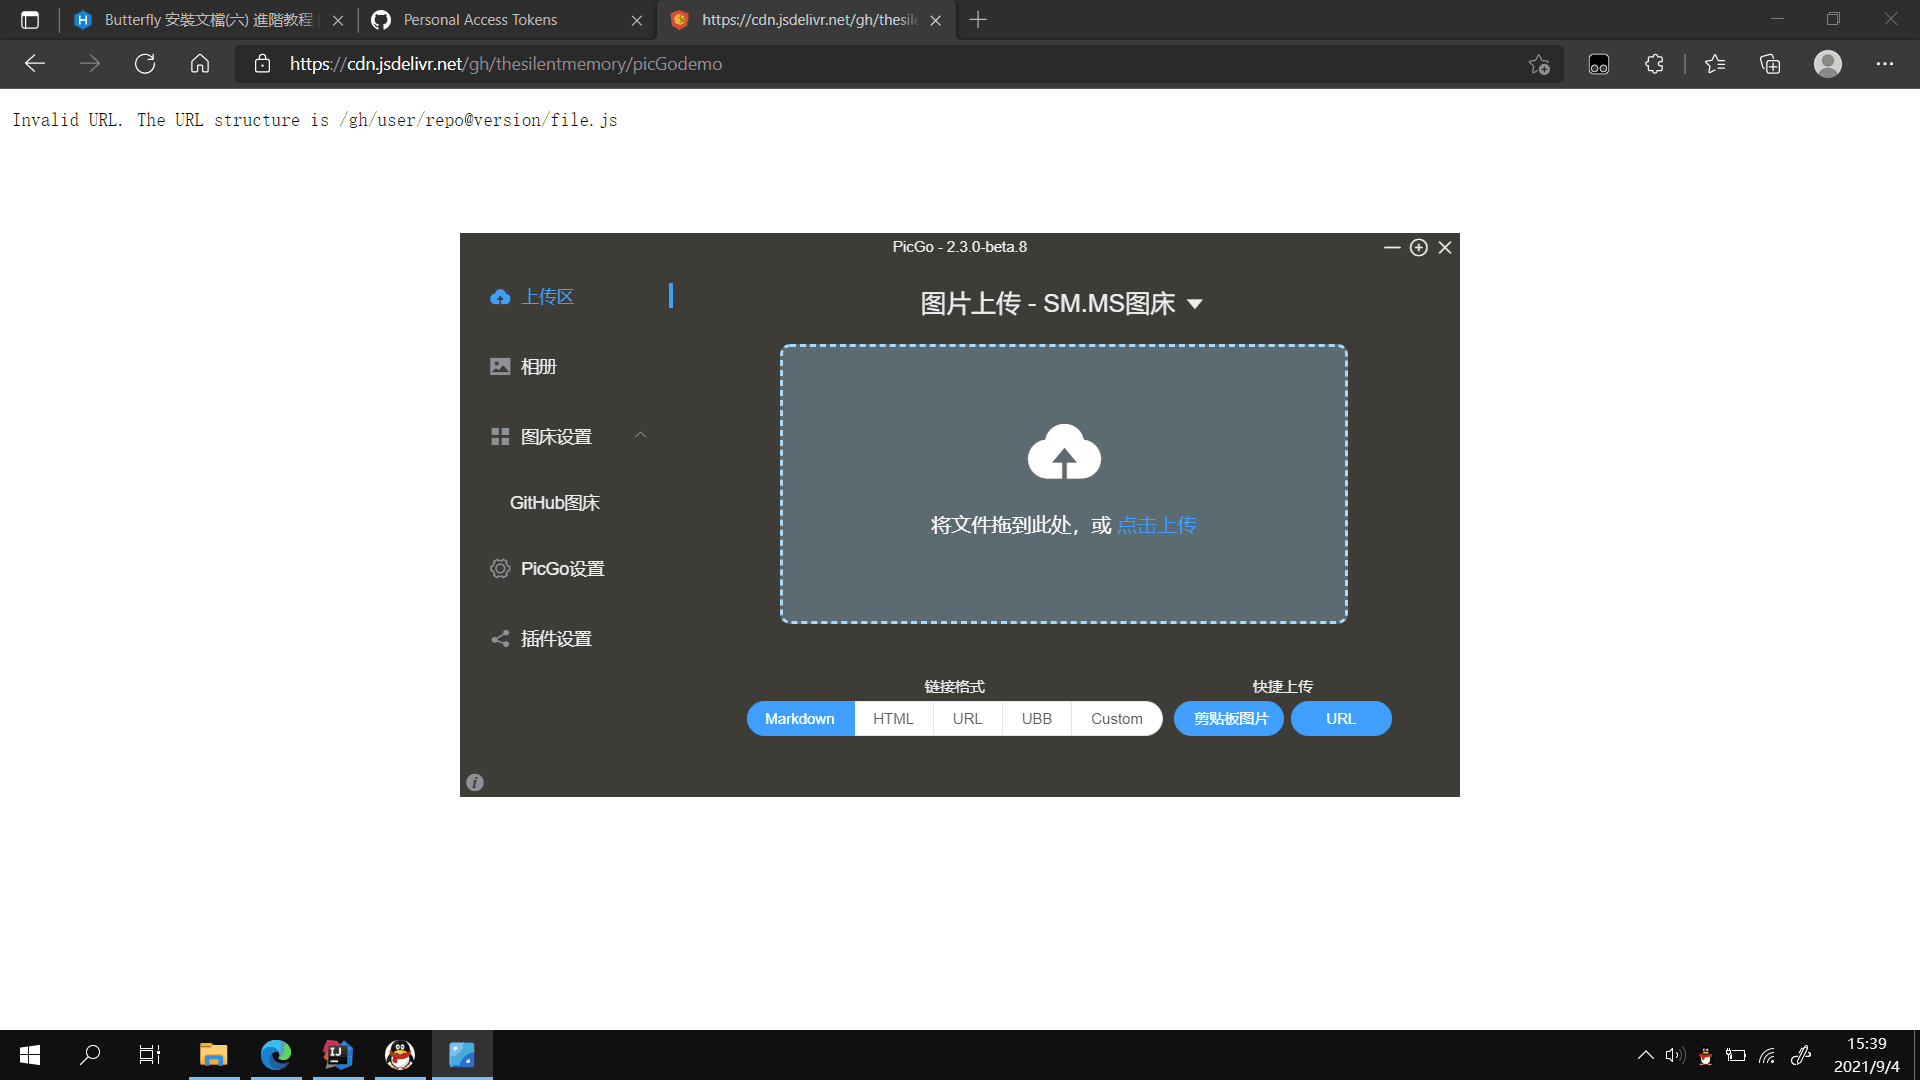 Butterfly 安裝文檔(六) 進階教程
Personal Access Tokens
https://cdn.jsdelivr.net/gh/thesile
https://cdn.jsdelivr.net/gh/thesilentmemory/picGodemo
Invalid URL. The URL structure is /gh/user/repo@version/file.js
PicGo - 2.3.0-beta.8
上传区
图片上传 - SM.MS图床
相册
图床设置
GitHub图床
将文件拖到此处，或 点击上传
PicGo设置
插件设置
链接格式
快捷上传
Markdown HTML URL UBB Custom 剪贴板图片 URL
15:39
2021/9/4